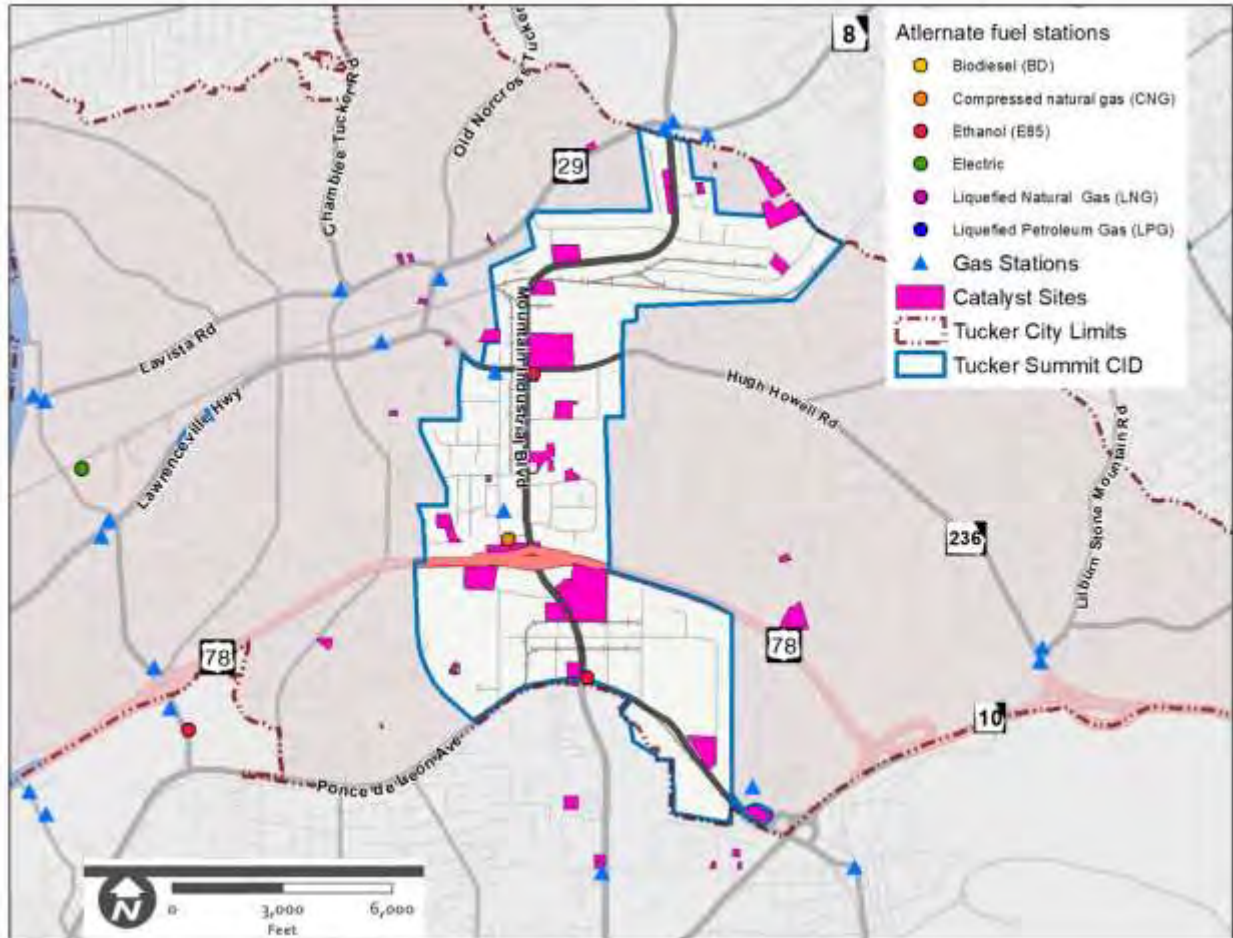 8
Atlernate fuel stations
Biodiesel (BD)
Compressed natural gas (CNG)
Ethanol (E85)
Electric
Liquefied Natural Gas (LNG)
Liquefied Petroleum Gas (LPG)
Gas Stations
Catalyst Sites
Tucker City Limits
Tucker Summit CID
Chamblee Tucker Rd
Old Norcross Tucker
29
Lavista Rd
Lawrenceville Hwy
Mountain Industrial Blvd
Hugh Howell Rd
Lilburn Stone Mountain Rd
236
78
78
10
Ponce de Leon Ave
N
0 3,000 6,000
Feet